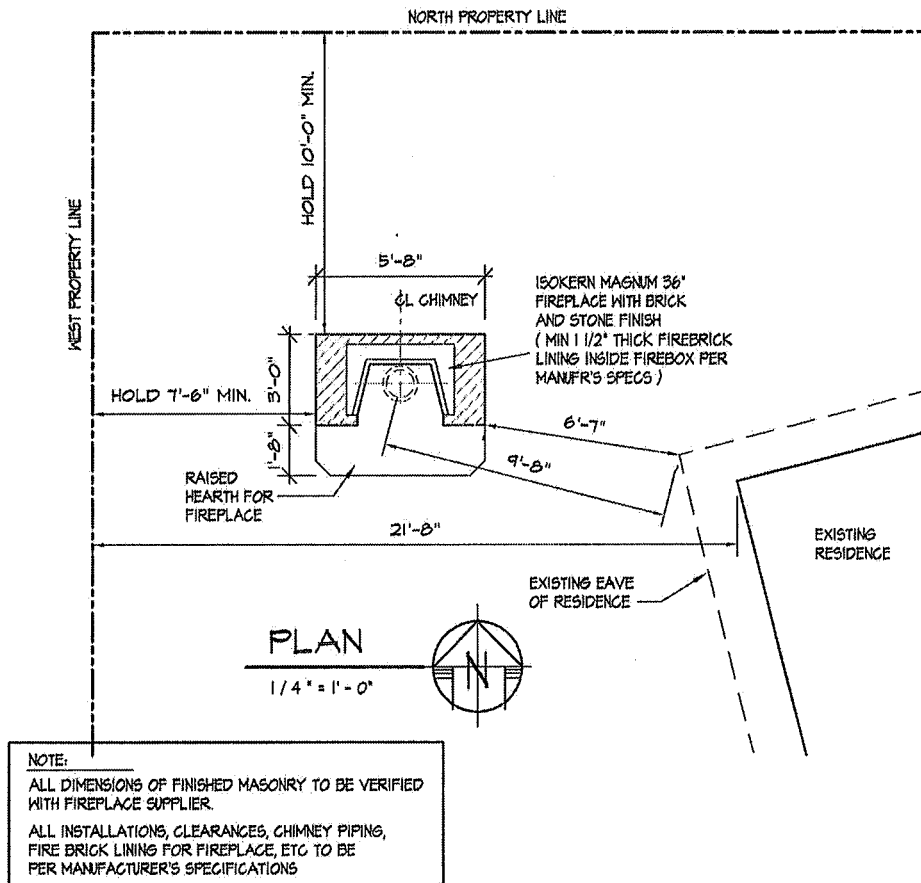 NORTH PROPERTY LINE
WEST PROPERTY LINE
HOLD 10'-0" MIN.
5'-8"
CL CHIMNEY
ISOKERN MAGNUM 36"
FIREPLACE WITH BRICK
AND STONE FINISH
( MIN 1 1/2" THICK FIREBRICK
LINING INSIDE FIREBOX PER
MANUFR'S SPECS )
HOLD 7'-6" MIN.
3'-0"
1'-8"
6'-7"
9'-8"
RAISED
HEARTH FOR
FIREPLACE
21'-8"
EXISTING
RESIDENCE
EXISTING EAVE
OF RESIDENCE
PLAN
1/4" = 1'-0"
N
NOTE:
ALL DIMENSIONS OF FINISHED MASONRY TO BE VERIFIED
WITH FIREPLACE SUPPLIER.
ALL INSTALLATIONS, CLEARANCES, CHIMNEY PIPING,
FIRE BRICK LINING FOR FIREPLACE, ETC TO BE
PER MANUFACTURER'S SPECIFICATIONS